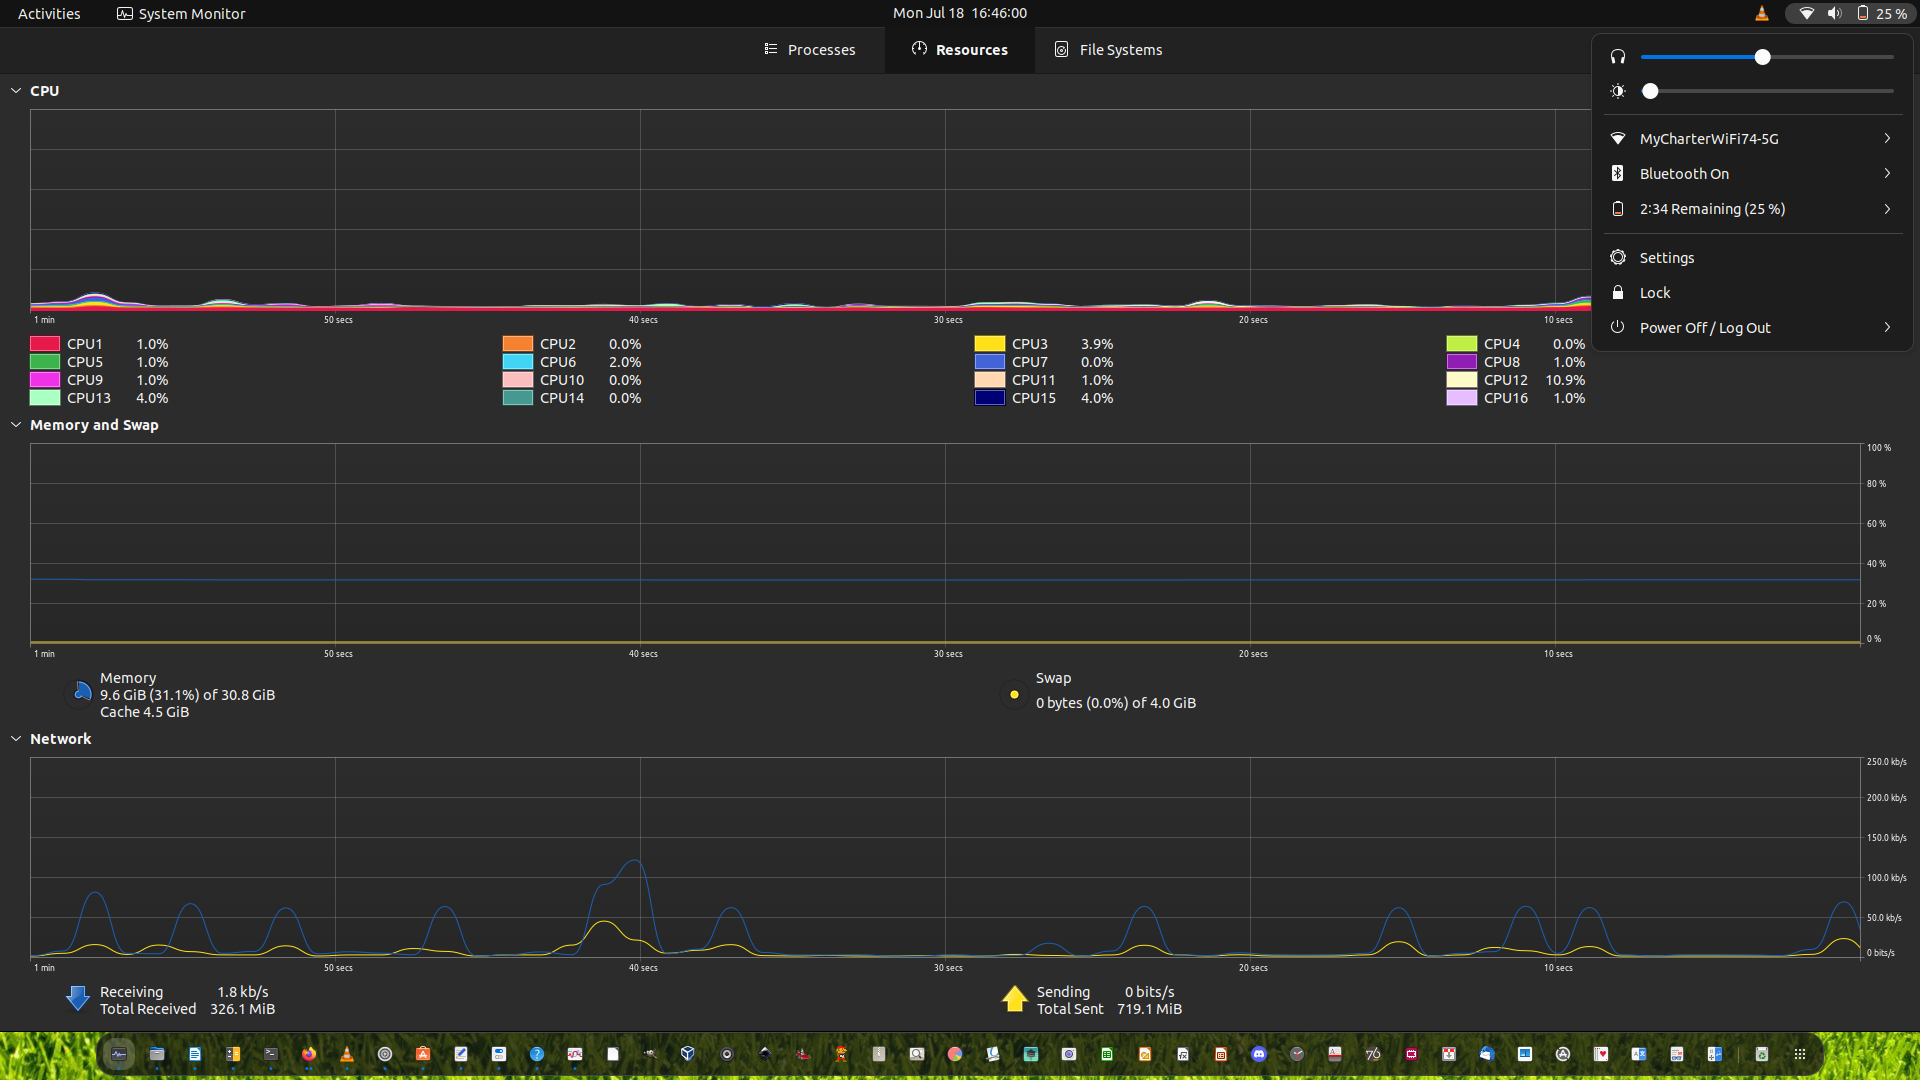 Activities
System Monitor
Mon Jul 18 16:46:00
25 %
Processes
Resources
File Systems
CPU
1 min 50 secs 40 secs 30 secs 20 secs 10 secs
CPU1 1.0% CPU2 0.0% CPU3 3.9% CPU4 0.0%
CPU5 1.0% CPU6 2.0% CPU7 0.0% CPU8 1.0%
CPU9 1.0% CPU10 0.0% CPU11 1.0% CPU12 10.9%
CPU13 4.0% CPU14 0.0% CPU15 4.0% CPU16 1.0%
MyCharterWiFi74-5G
Bluetooth On
2:34 Remaining (25 %)
Settings
Lock
Power Off / Log Out
Memory and Swap
100 %
80 %
60 %
40 %
20 %
0 %
1 min 50 secs 40 secs 30 secs 20 secs 10 secs
Memory
9.6 GiB (31.1%) of 30.8 GiB
Cache 4.5 GiB
Swap
0 bytes (0.0%) of 4.0 GiB
Network
250.0 kb/s
200.0 kb/s
150.0 kb/s
100.0 kb/s
50.0 kb/s
0 bits/s
1 min 50 secs 40 secs 30 secs 20 secs 10 secs
Receiving 1.8 kb/s
Total Received 326.1 MiB
Sending 0 bits/s
Total Sent 719.1 MiB
76